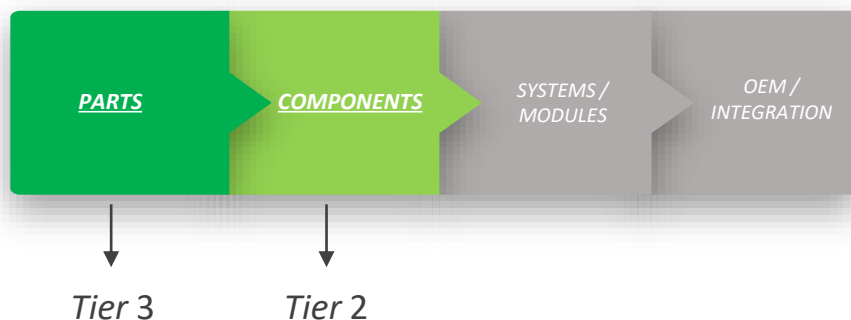 PARTS
COMPONENTS
SYSTEMS /
MODULES
OEM /
INTEGRATION
Tier 3
Tier 2